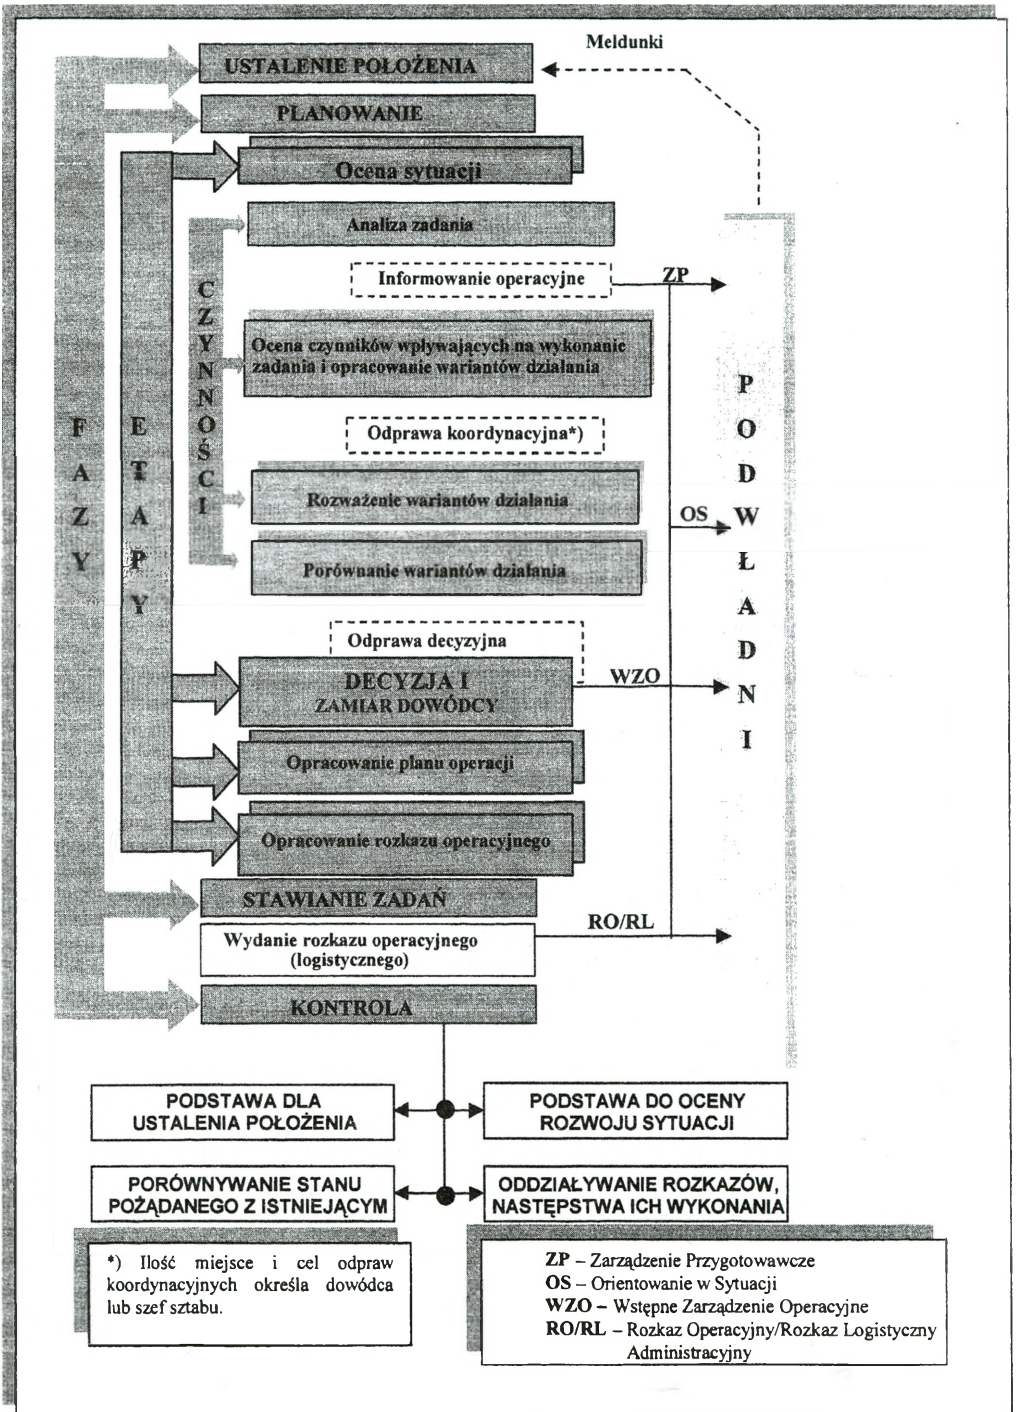 Meldunki
USTALENIE POŁOŻENIA
PLANOWANIE
Ocena sytuacji
Analiza zadania
Informowanie operacyjne
ZP
CZYNNOŚCI
Ocena czynników wpływających na wykonanie
zadania i opracowanie wariantów działania
FAZY
ETAPY
PODWŁADNI
Odprawa koordynacyjna*)
Rozważenie wariantów działania
OS
Porównanie wariantów działania
Odprawa decyzyjna
DECYZJA I
ZAMIAR DOWÓDCY
WZO
Opracowanie planu operacji
Opracowanie rozkazu operacyjnego
STAWIANIE ZADAŃ
Wydanie rozkazu operacyjnego
(logistycznego)
RO/RL
KONTROLA
PODSTAWA DLA
USTALENIA POŁOŻENIA
PODSTAWA DO OCENY
ROZWOJU SYTUACJI
PORÓWNYWANIE STANU
POŻĄDANEGO Z ISTNIEJĄCYM
ODDZIAŁYWANIE ROZKAZÓW,
NASTĘPSTWA ICH WYKONANIA
*) Ilość miejsce i cel odpraw
koordynacyjnych określa dowódca
lub szef sztabu.
ZP – Zarządzenie Przygotowawcze
OS – Orientowanie w Sytuacji
WZO – Wstępne Zarządzenie Operacyjne
RO/RL – Rozkaz Operacyjny/Rozkaz Logistyczny
Administracyjny